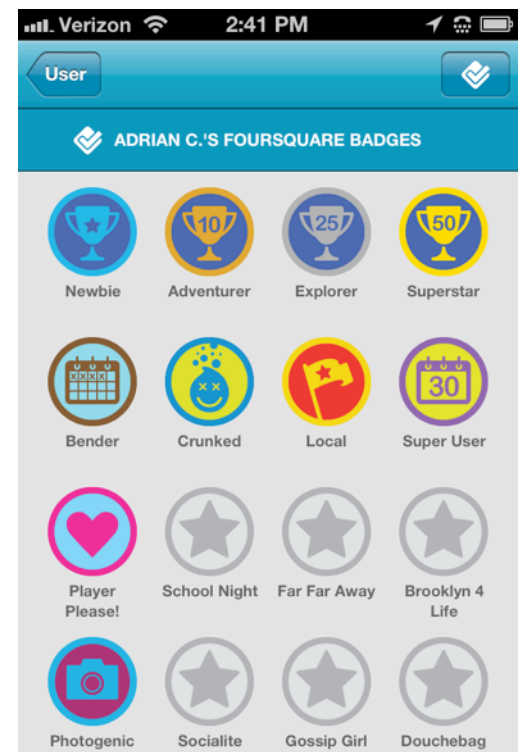 Verizon 2:41 PM
User
ADRIAN C.'S FOURSQUARE BADGES
10 25 50
Newbie Adventurer Explorer Superstar
XXXX 30
Bender Crunked Local Super User
Player Please! School Night Far Far Away Brooklyn 4 Life
Photogenic Socialite Gossip Girl Douchebag